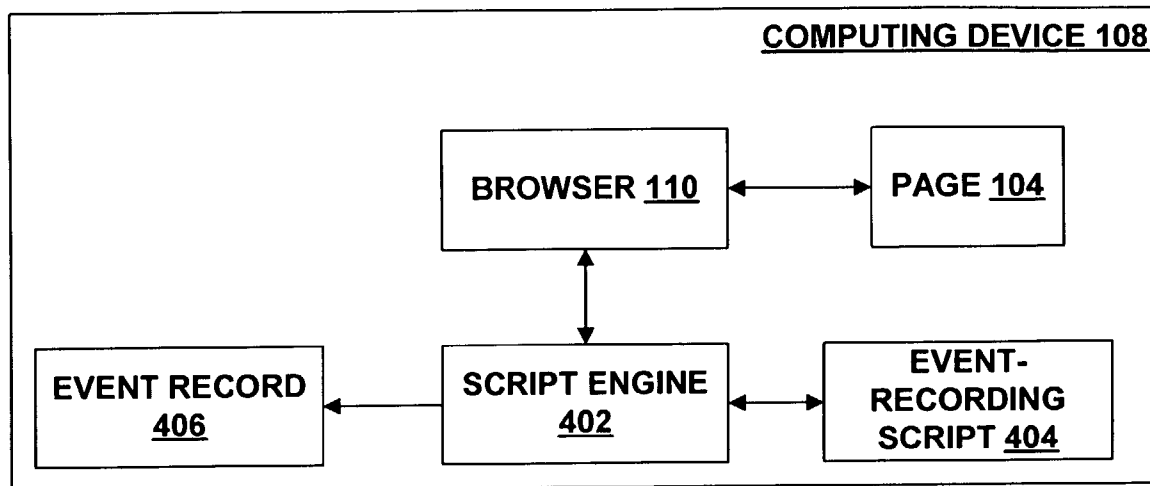 COMPUTING DEVICE 108
BROWSER 110
PAGE 104
EVENT RECORD
406
SCRIPT ENGINE
402
EVENT-
RECORDING
SCRIPT 404